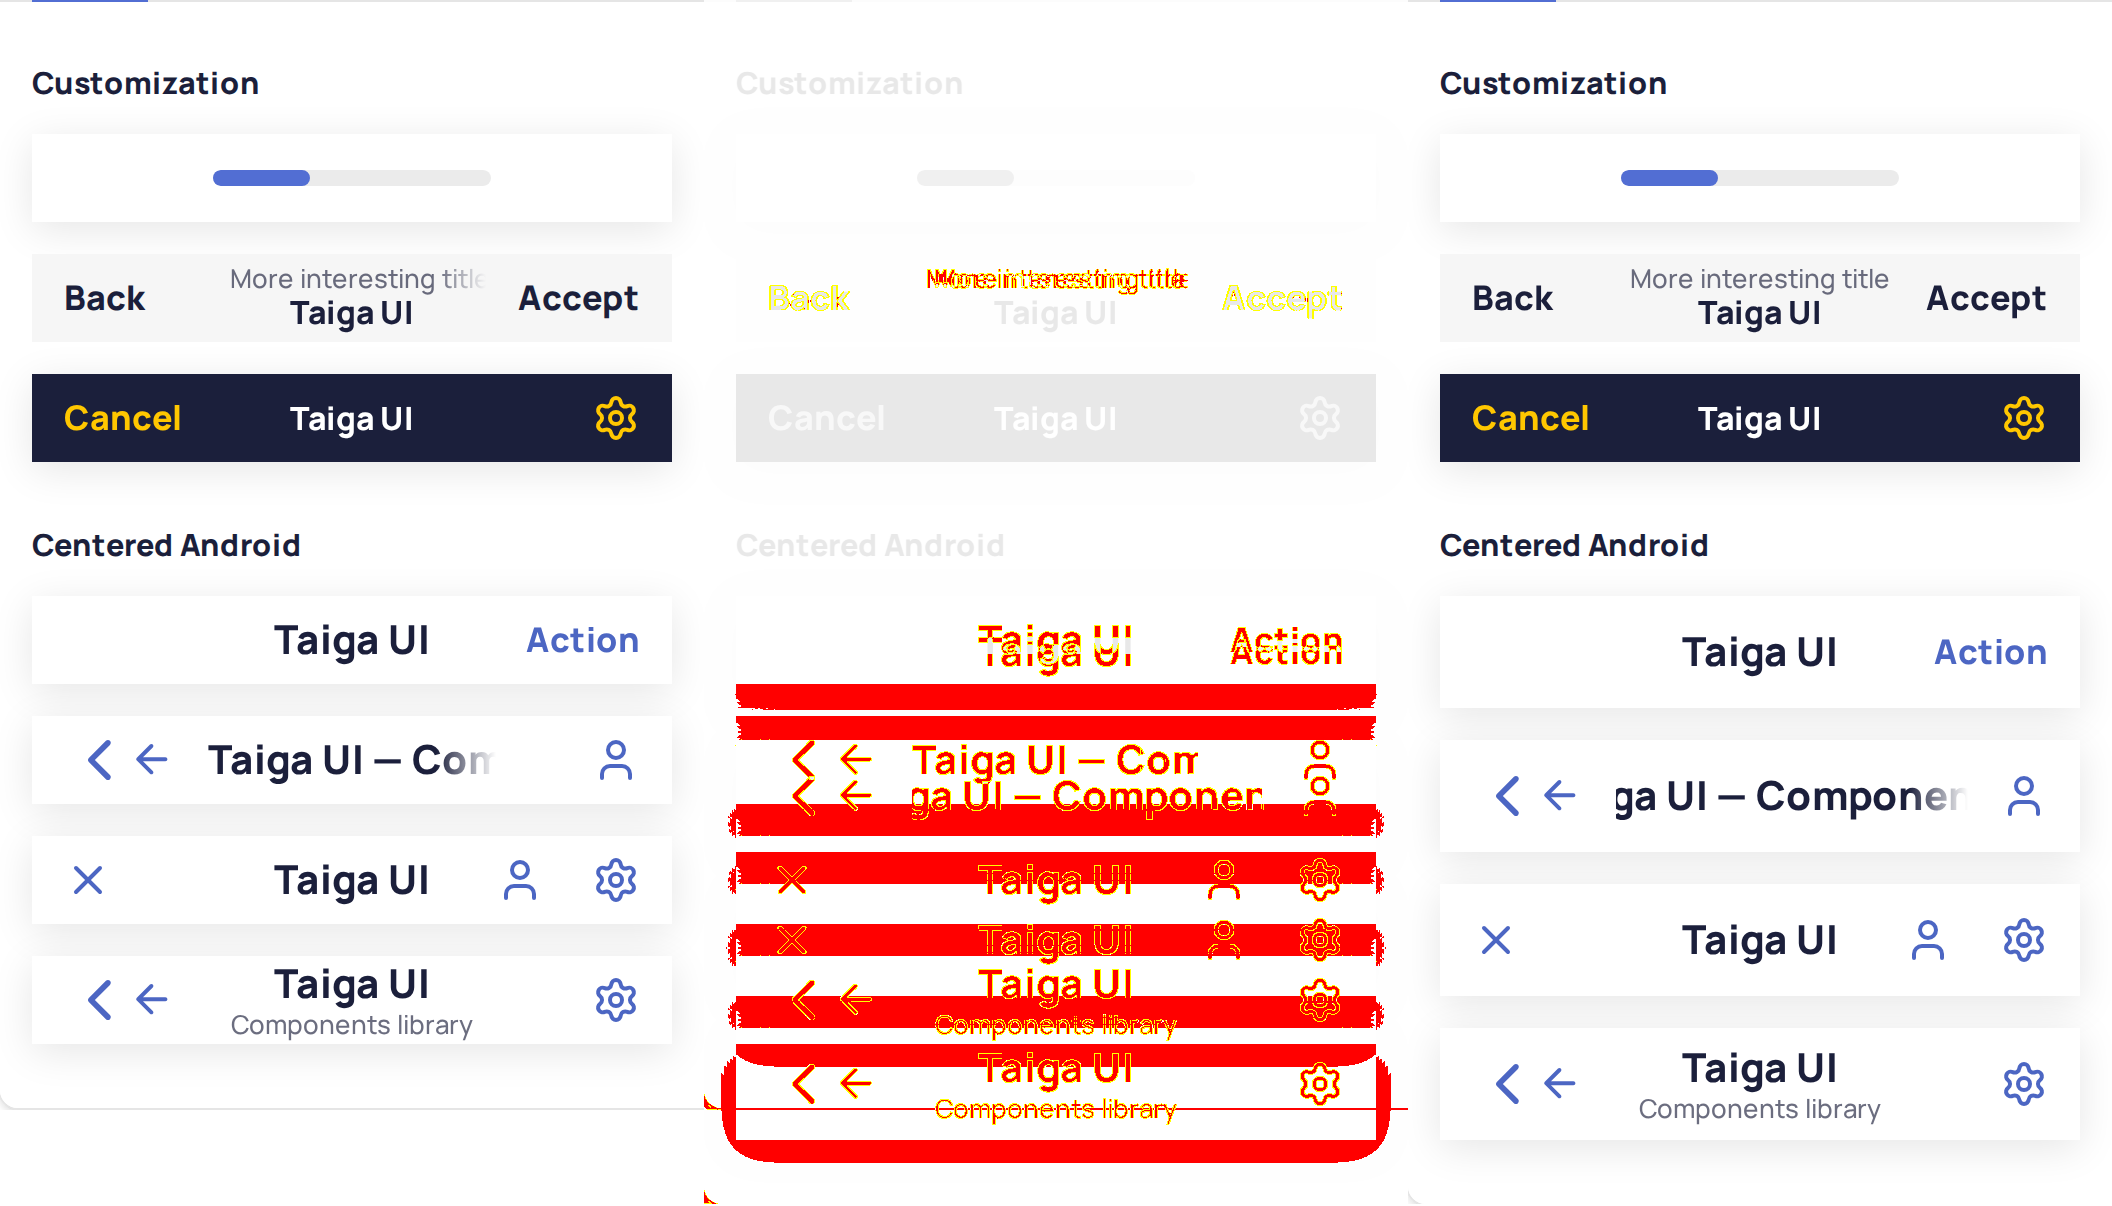 Customization
More interesting title
Back Taiga UI Accept
Cancel Taiga UI
Centered Android
Taiga UI Action
Taiga UI – Com
Taiga UI
Taiga UI
Components library
Customization
Back Taiga UI Accept
Cancel Taiga UI
Centered Android
Taiga UI Action
Taiga UI Action
Taiga UI – Com
ga UI – Componen
Taiga UI
Taiga UI
Taiga UI
Components library
Taiga UI
Components library
Customization
More interesting title
Back Taiga UI Accept
Cancel Taiga UI
Centered Android
Taiga UI Action
ga UI – Componen
Taiga UI
Taiga UI
Components library